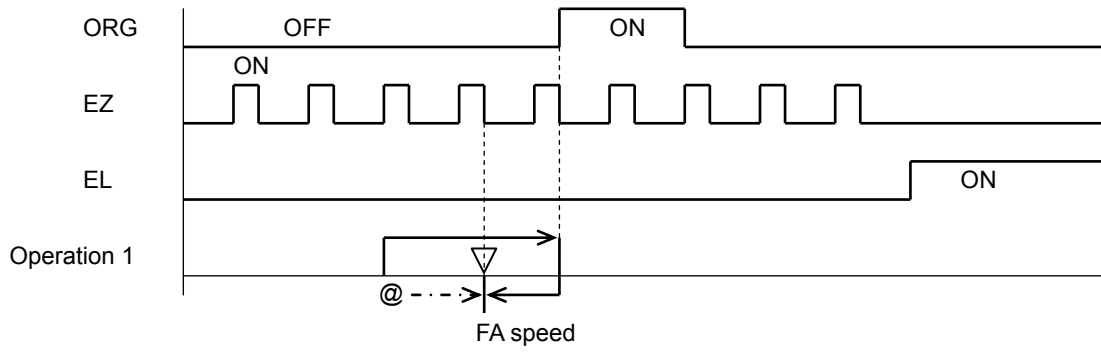 ORG OFF ON
ON
EZ
EL ON
Operation 1
@
FA speed